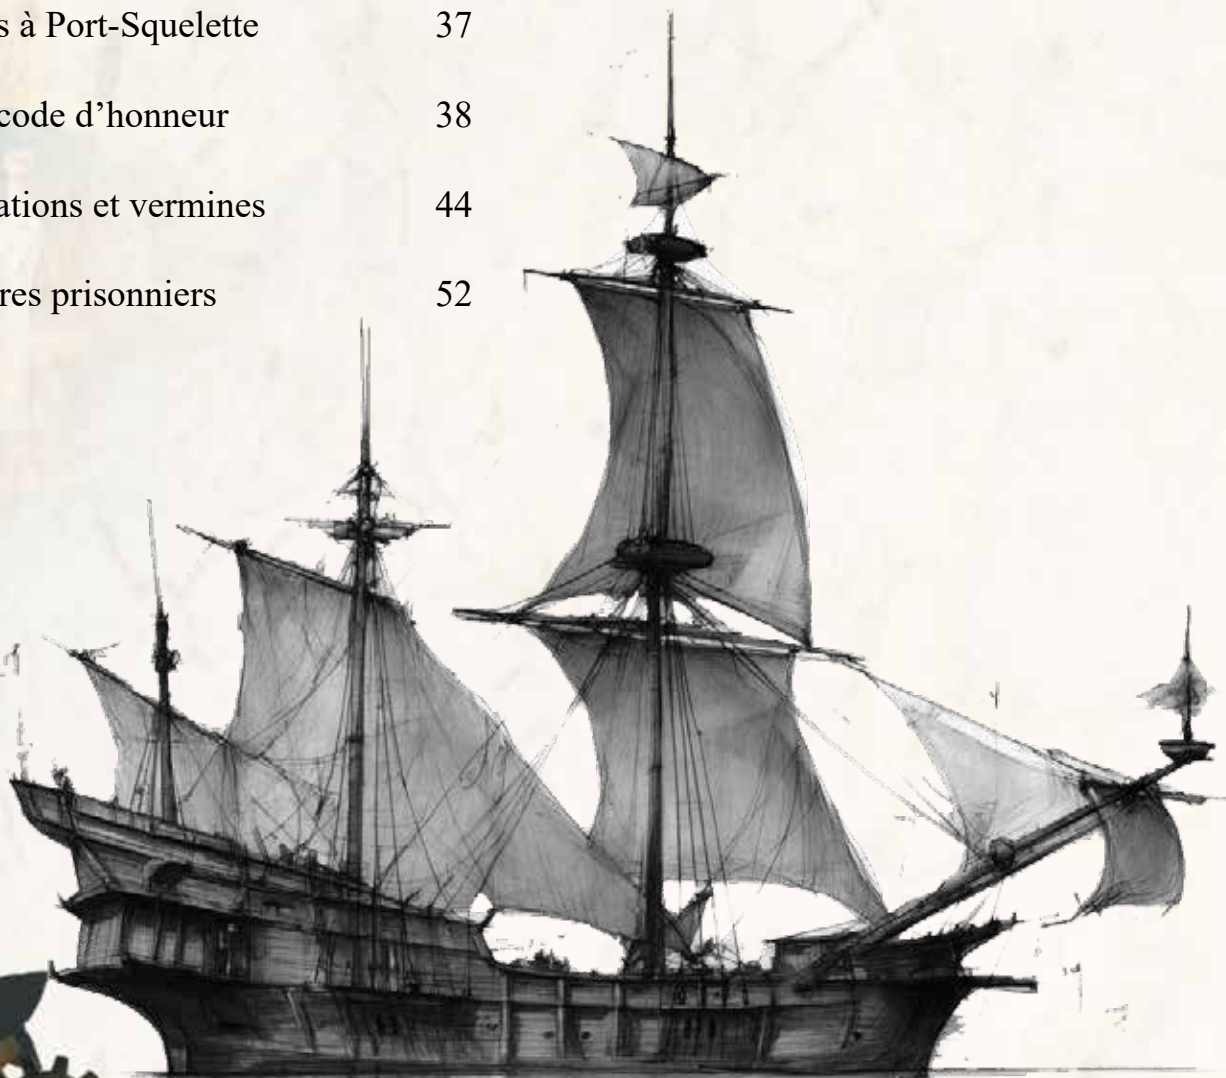 s à Port-Squelette 37
code d’honneur 38
ations et vermines 44
res prisonniers 52